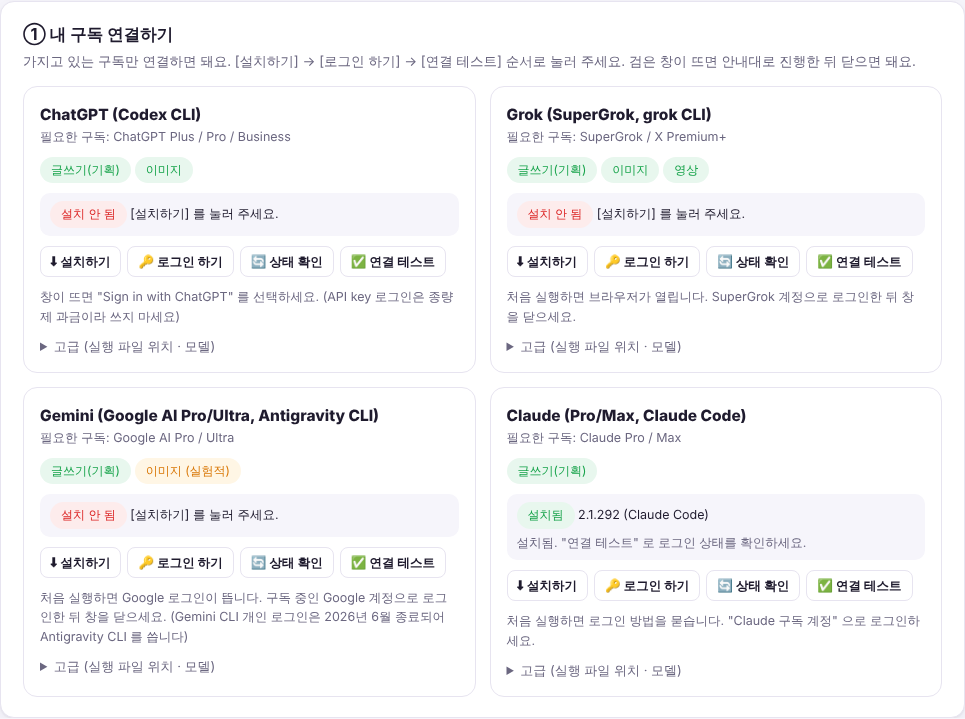 ① 내 구독 연결하기
가지고 있는 구독만 연결하면 돼요. [설치하기] → [로그인 하기] → [연결 테스트] 순서로 눌러 주세요. 검은 창이 뜨면 안내대로 진행한 뒤 닫으면 돼요.
ChatGPT (Codex CLI)
필요한 구독: ChatGPT Plus / Pro / Business
글쓰기(기획) 이미지
설치 안 됨 [설치하기] 를 눌러 주세요.
⬇ 설치하기 🔑 로그인 하기 🔄 상태 확인 ✅ 연결 테스트
창이 뜨면 "Sign in with ChatGPT" 를 선택하세요. (API key 로그인은 종량
제 과금이라 쓰지 마세요)
▶ 고급 (실행 파일 위치 · 모델)
Grok (SuperGrok, grok CLI)
필요한 구독: SuperGrok / X Premium+
글쓰기(기획) 이미지 영상
설치 안 됨 [설치하기] 를 눌러 주세요.
⬇ 설치하기 🔑 로그인 하기 🔄 상태 확인 ✅ 연결 테스트
처음 실행하면 브라우저가 열립니다. SuperGrok 계정으로 로그인한 뒤 창
을 닫으세요.
▶ 고급 (실행 파일 위치 · 모델)
Gemini (Google AI Pro/Ultra, Antigravity CLI)
필요한 구독: Google AI Pro / Ultra
글쓰기(기획) 이미지 (실험적)
설치 안 됨 [설치하기] 를 눌러 주세요.
⬇ 설치하기 🔑 로그인 하기 🔄 상태 확인 ✅ 연결 테스트
처음 실행하면 Google 로그인이 뜹니다. 구독 중인 Google 계정으로 로그
인한 뒤 창을 닫으세요. (Gemini CLI 개인 로그인은 2026년 6월 종료되어
Antigravity CLI 를 씁니다)
▶ 고급 (실행 파일 위치 · 모델)
Claude (Pro/Max, Claude Code)
필요한 구독: Claude Pro / Max
글쓰기(기획)
설치됨 2.1.292 (Claude Code)
설치됨. "연결 테스트" 로 로그인 상태를 확인하세요.
⬇ 설치하기 🔑 로그인 하기 🔄 상태 확인 ✅ 연결 테스트
처음 실행하면 로그인 방법을 묻습니다. "Claude 구독 계정" 으로 로그인하
세요.
▶ 고급 (실행 파일 위치 · 모델)